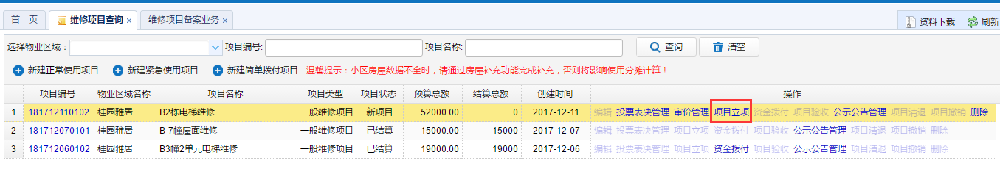 首 页 维修项目查询 × 维修项目备案业务 × 资料下载 刷新
选择物业区域： 项目编号: 项目名称: 查询 清空
新建正常使用项目 新建紧急使用项目 新建简单拨付项目 温馨提示：小区房屋数据不全时，请通过房屋补充功能完成补充，否则将影响使用分摊计算！
项目编号 物业区域名称 项目名称 项目类型 项目状态 预算总额 结算总额 创建时间 操作
1 181712110102 桂园雅居 B2栋电梯维修 一般维修项目 新项目 52000.00 0 2017-12-11 编辑 投票表决管理 审价管理 项目立项 资金拨付 项目验收 公示公告管理 项目清退 项目撤销 删除
2 181712070101 桂园雅居 B-7幢屋面维修 一般维修项目 已结算 15000.00 15000 2017-12-07 编辑 投票表决管理 项目立项 资金拨付 项目验收 公示公告管理 项目清退 项目撤销 删除
3 181712060102 桂园雅居 B3幢2单元电梯维修 一般维修项目 已结算 19000.00 19000 2017-12-06 编辑 投票表决管理 项目立项 资金拨付 项目验收 公示公告管理 项目清退 项目撤销 删除